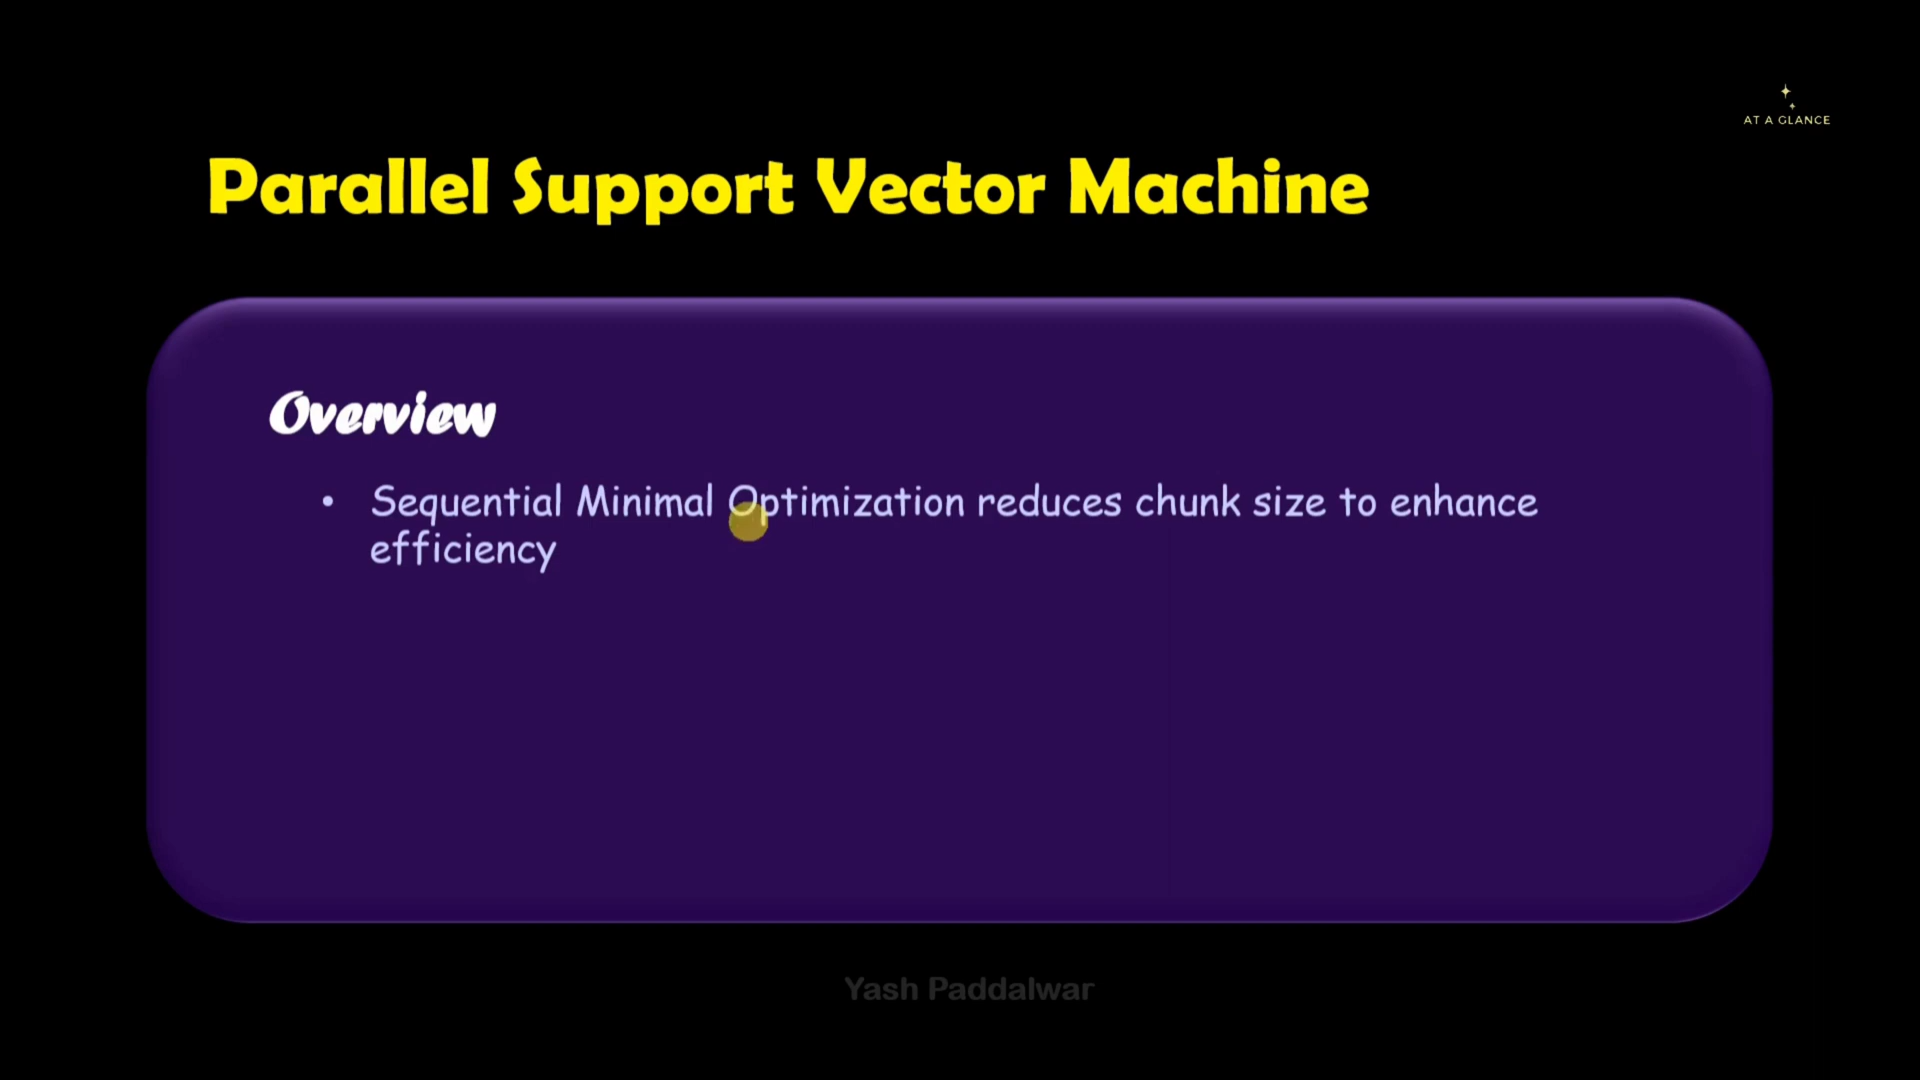 AT A GLANCE
Parallel Support Vector Machine
Overview
• Sequential Minimal Optimization reduces chunk size to enhance
efficiency
Yash Paddalwar